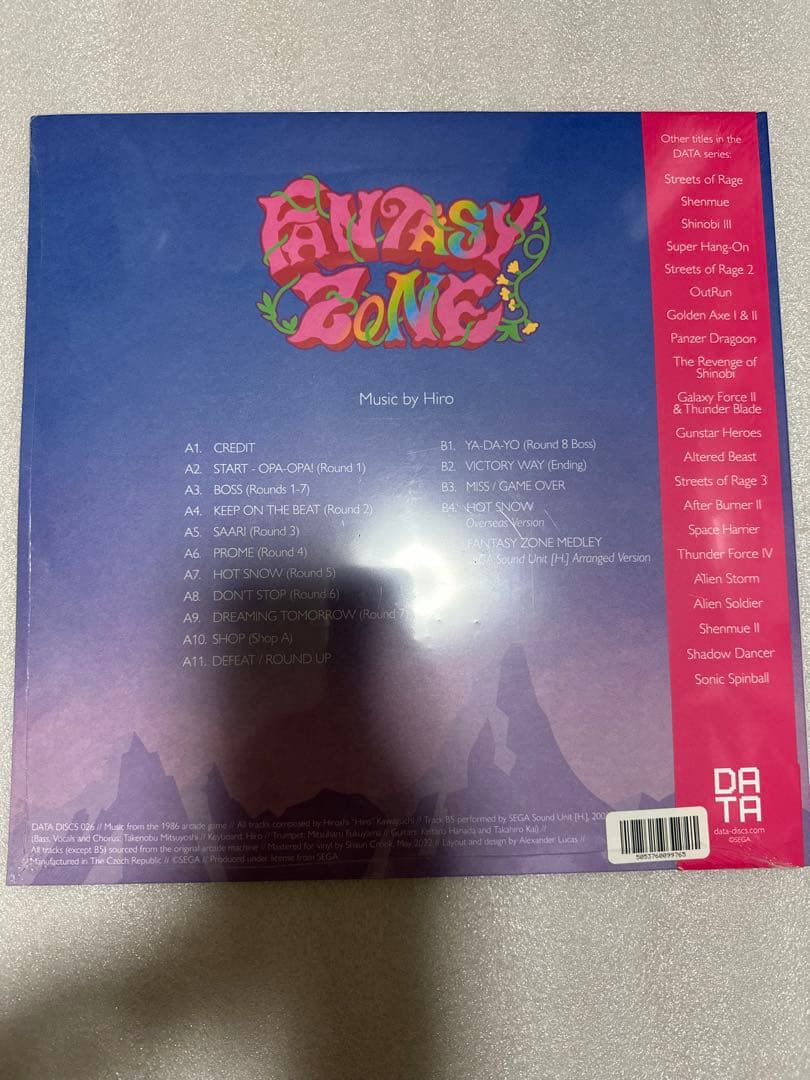 FANTASY
ZONE
Music by Hiro
A1. CREDIT
A2. START - OPA-OPA! (Round 1)
A3. BOSS (Rounds 1-7)
A4. KEEP ON THE BEAT (Round 2)
A5. SAARI (Round 3)
A6. PROME (Round 4)
A7. HOT SNOW (Round 5)
A8. DON'T STOP (Round 6)
A9. DREAMING TOMORROW (Round 7
A10. SHOP (Shop A)
A11. DEFEAT / ROUND UP
B1. YA-DA-YO (Round 8 Boss)
B2. VICTORY WAY (Ending)
B3. MISS / GAME OVER
B4. HOT SNOW
Overseas Version
FANTASY ZONE MEDLEY
Sound Unit [H.] Arranged Version
Other titles in the
DATA series:
Streets of Rage
Shenmue
Shinobi III
Super Hang-On
Streets of Rage 2
OutRun
Golden Axe I & II
Panzer Dragoon
The Revenge of
Shinobi
Galaxy Force II
& Thunder Blade
Gunstar Heroes
Altered Beast
Streets of Rage 3
After Burner II
Space Harrier
Thunder Force IV
Alien Storm
Alien Soldier
Shenmue II
Shadow Dancer
Sonic Spinball
DA
TA
data-discs.com
©SEGA
DATA DISCS 026 // Music from the 1986 arcade game // All tracks composed by Hiroshi "Hiro" Kawaguchi // Track B5 performed by SEGA Sound Unit [H.], 200
(Bass, Vocals and Chorus: Takenobu Mitsuyoshi // Keyboard: Hiro // Trumpet: Mitsuharu Fukuyama // Guitars: Keitaro Hanada and Takahiro Kai) //
All tracks (except B5) sourced from the original arcade machine // Mastered for vinyl by Shaun Crook, May 2022 // Layout and design by Alexander Lucas //
Manufactured in The Czech Republic // ©SEGA // Produced under license from SEGA
5053760099765